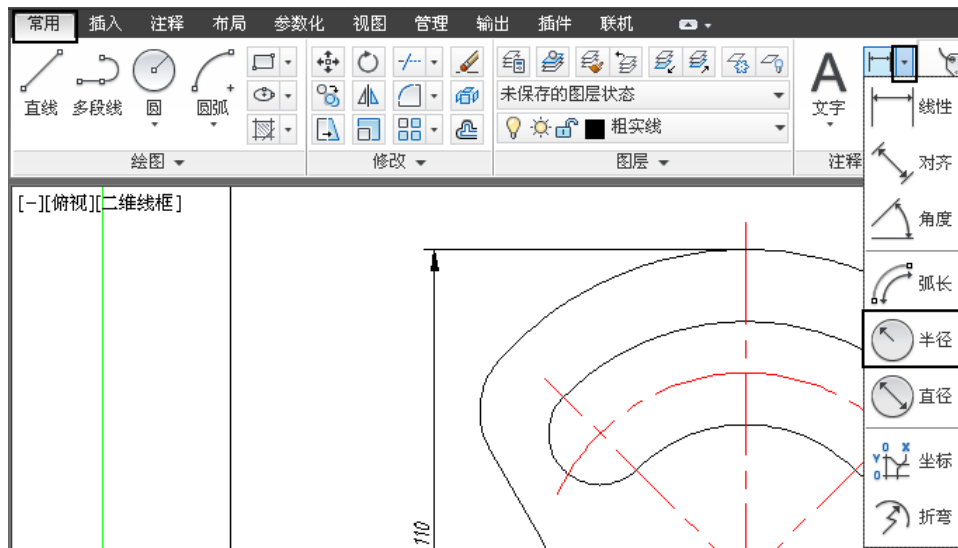 常用 插入 注释 布局 参数化 视图 管理 输出 插件 联机
直线 多段线 圆 圆弧
未保存的图层状态
粗实线
文字
绘图 修改 图层 注释
线性
对齐
角度
弧长
半径
直径
坐标
折弯
[-][俯视][二维线框]
110